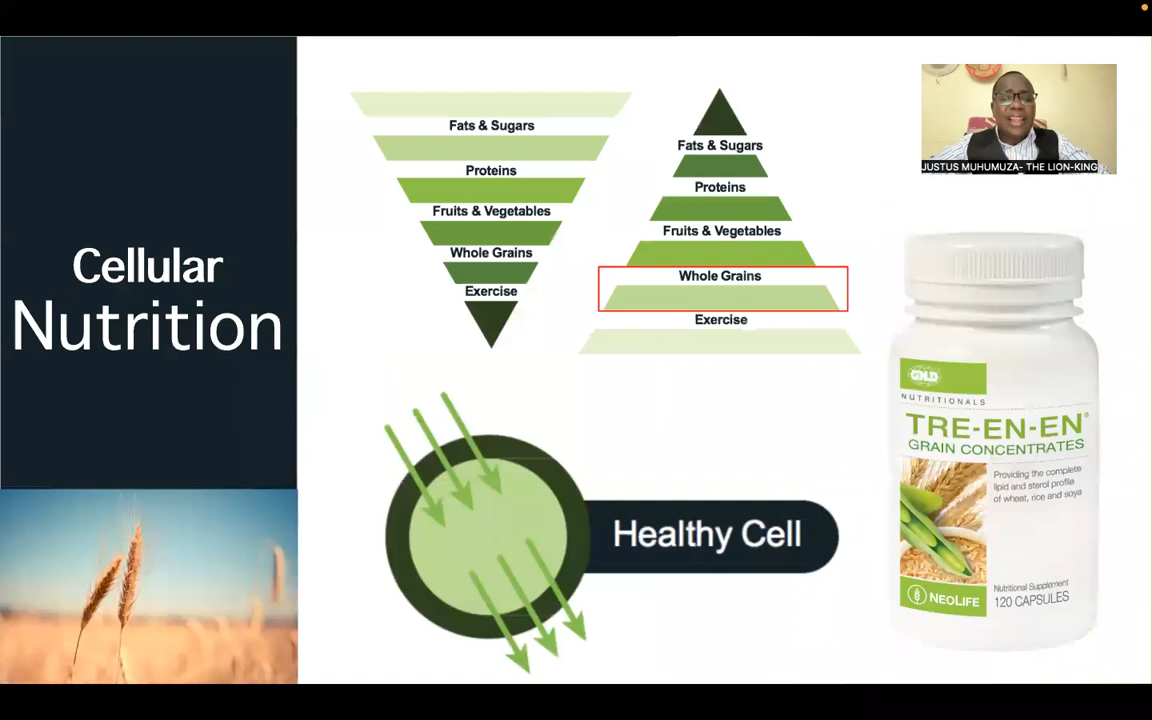 Cellular
Nutrition
Fats & Sugars
Proteins
Fruits & Vegetables
Whole Grains
Exercise
Fats & Sugars
Proteins
Fruits & Vegetables
Whole Grains
Exercise
Healthy Cell
JUSTUS MUHUMUZA- THE LION-KING
GNLD
NUTRITIONALS
TRE-EN-EN®
GRAIN CONCENTRATES
Providing the complete
lipid and sterol profile
of wheat, rice and soya
NEOLIFE
Nutritional Supplement
120 CAPSULES